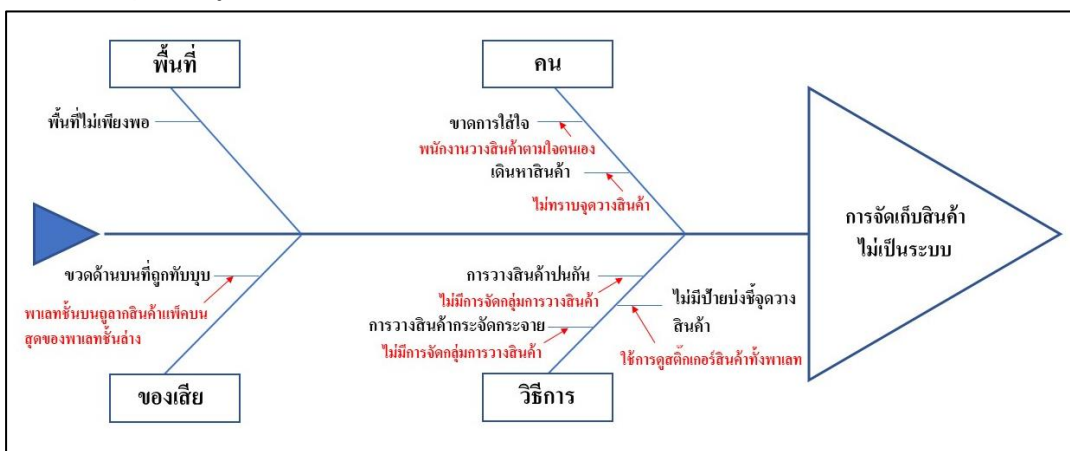 พื้นที่
คน
พื้นที่ไม่เพียงพอ
ขาดการใส่ใจ
พนักงานวางสินค้าตามใจตนเอง
เดินหาสินค้า
ไม่ทราบจุดวางสินค้า
การจัดเก็บสินค้า
ไม่เป็นระบบ
ขวดด้านบนที่ถูกทับบุบ
พาเลทชั้นบนถูลากสินค้าแพ็คบน
สุดของพาเลทชั้นล่าง
การวางสินค้าปนกัน
ไม่มีการจัดกลุ่มการวางสินค้า
ไม่มีป้ายบ่งชี้จุดวาง
สินค้า
การวางสินค้ากระจัดกระจาย
ไม่มีการจัดกลุ่มการวางสินค้า
ใช้การดูสติ๊กเกอร์สินค้าทั้งพาเลท
ของเสีย
วิธีการ